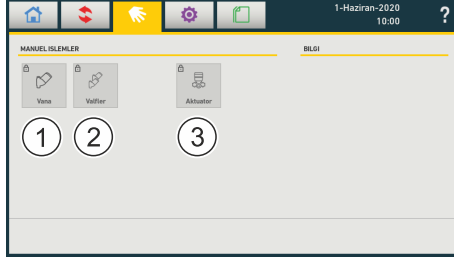 1-Haziran-2020
10:00
?
MANUEL ISLEMLER
BILGI
Vana
Valfler
Aktuator
1
2
3